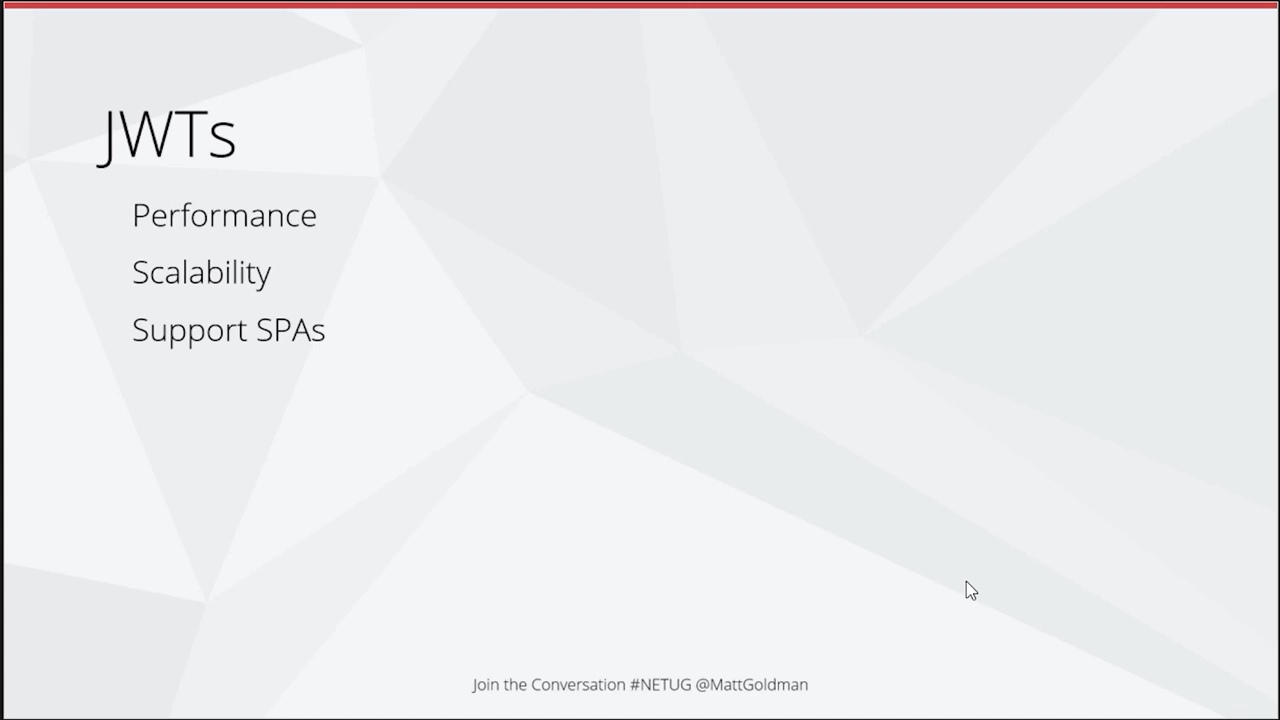 JWTs
Performance
Scalability
Support SPAs
Join the Conversation #NETUG @MattGoldman